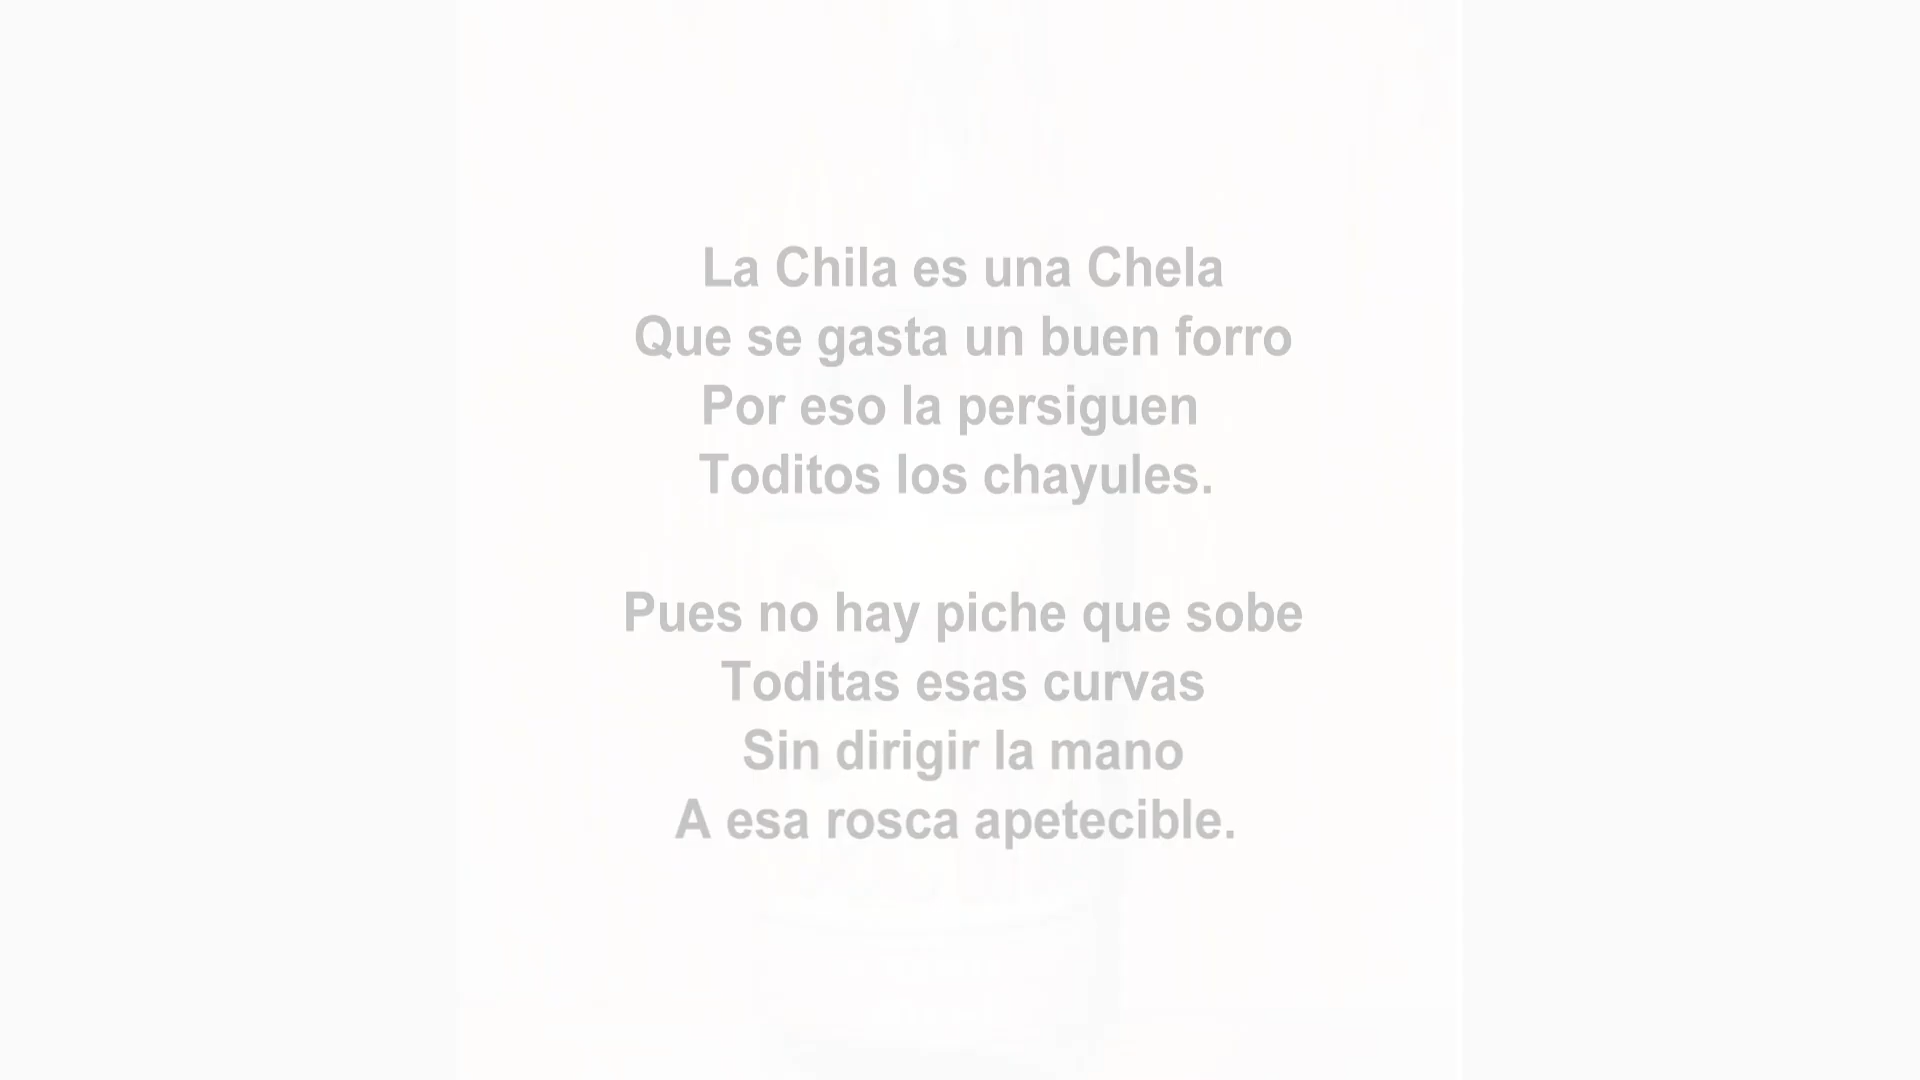 La Chila es una Chela
Que se gasta un buen forro
Por eso la persiguen
Toditos los chayules.
Pues no hay piche que sobe
Toditas esas curvas
Sin dirigir la mano
A esa rosca apetecible.